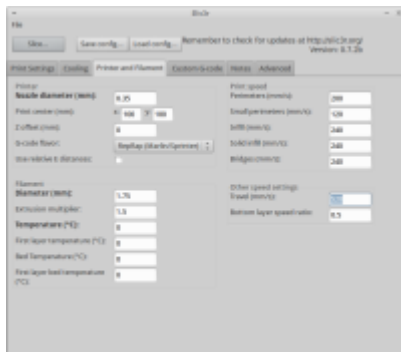 Slic3r
File
Slice...
Save config...
Load config...
Remember to check for updates at http://slic3r.org/
Version: 0.7.2b
Print Settings
Cooling
Printer and Filament
Custom G-code
Notes
Advanced
Printer
Nozzle diameter (mm):
0.35
Print center (mm):
X:
100
Y:
100
Z offset (mm):
0
G-code flavor:
RepRap (Marlin/Sprinter)
Use relative E distances:
Filament
Diameter (mm):
1.75
Extrusion multiplier:
1.5
Temperature (°C):
0
First layer temperature (°C):
0
Bed Temperature (°C):
0
First layer bed temperature
(°C):
0
Print speed
Perimeters (mm/s):
200
Small perimeters (mm/s):
120
Infill (mm/s):
240
Solid infill (mm/s):
240
Bridges (mm/s):
240
Other speed settings
Travel (mm/s):
Bottom layer speed ratio:
0.5